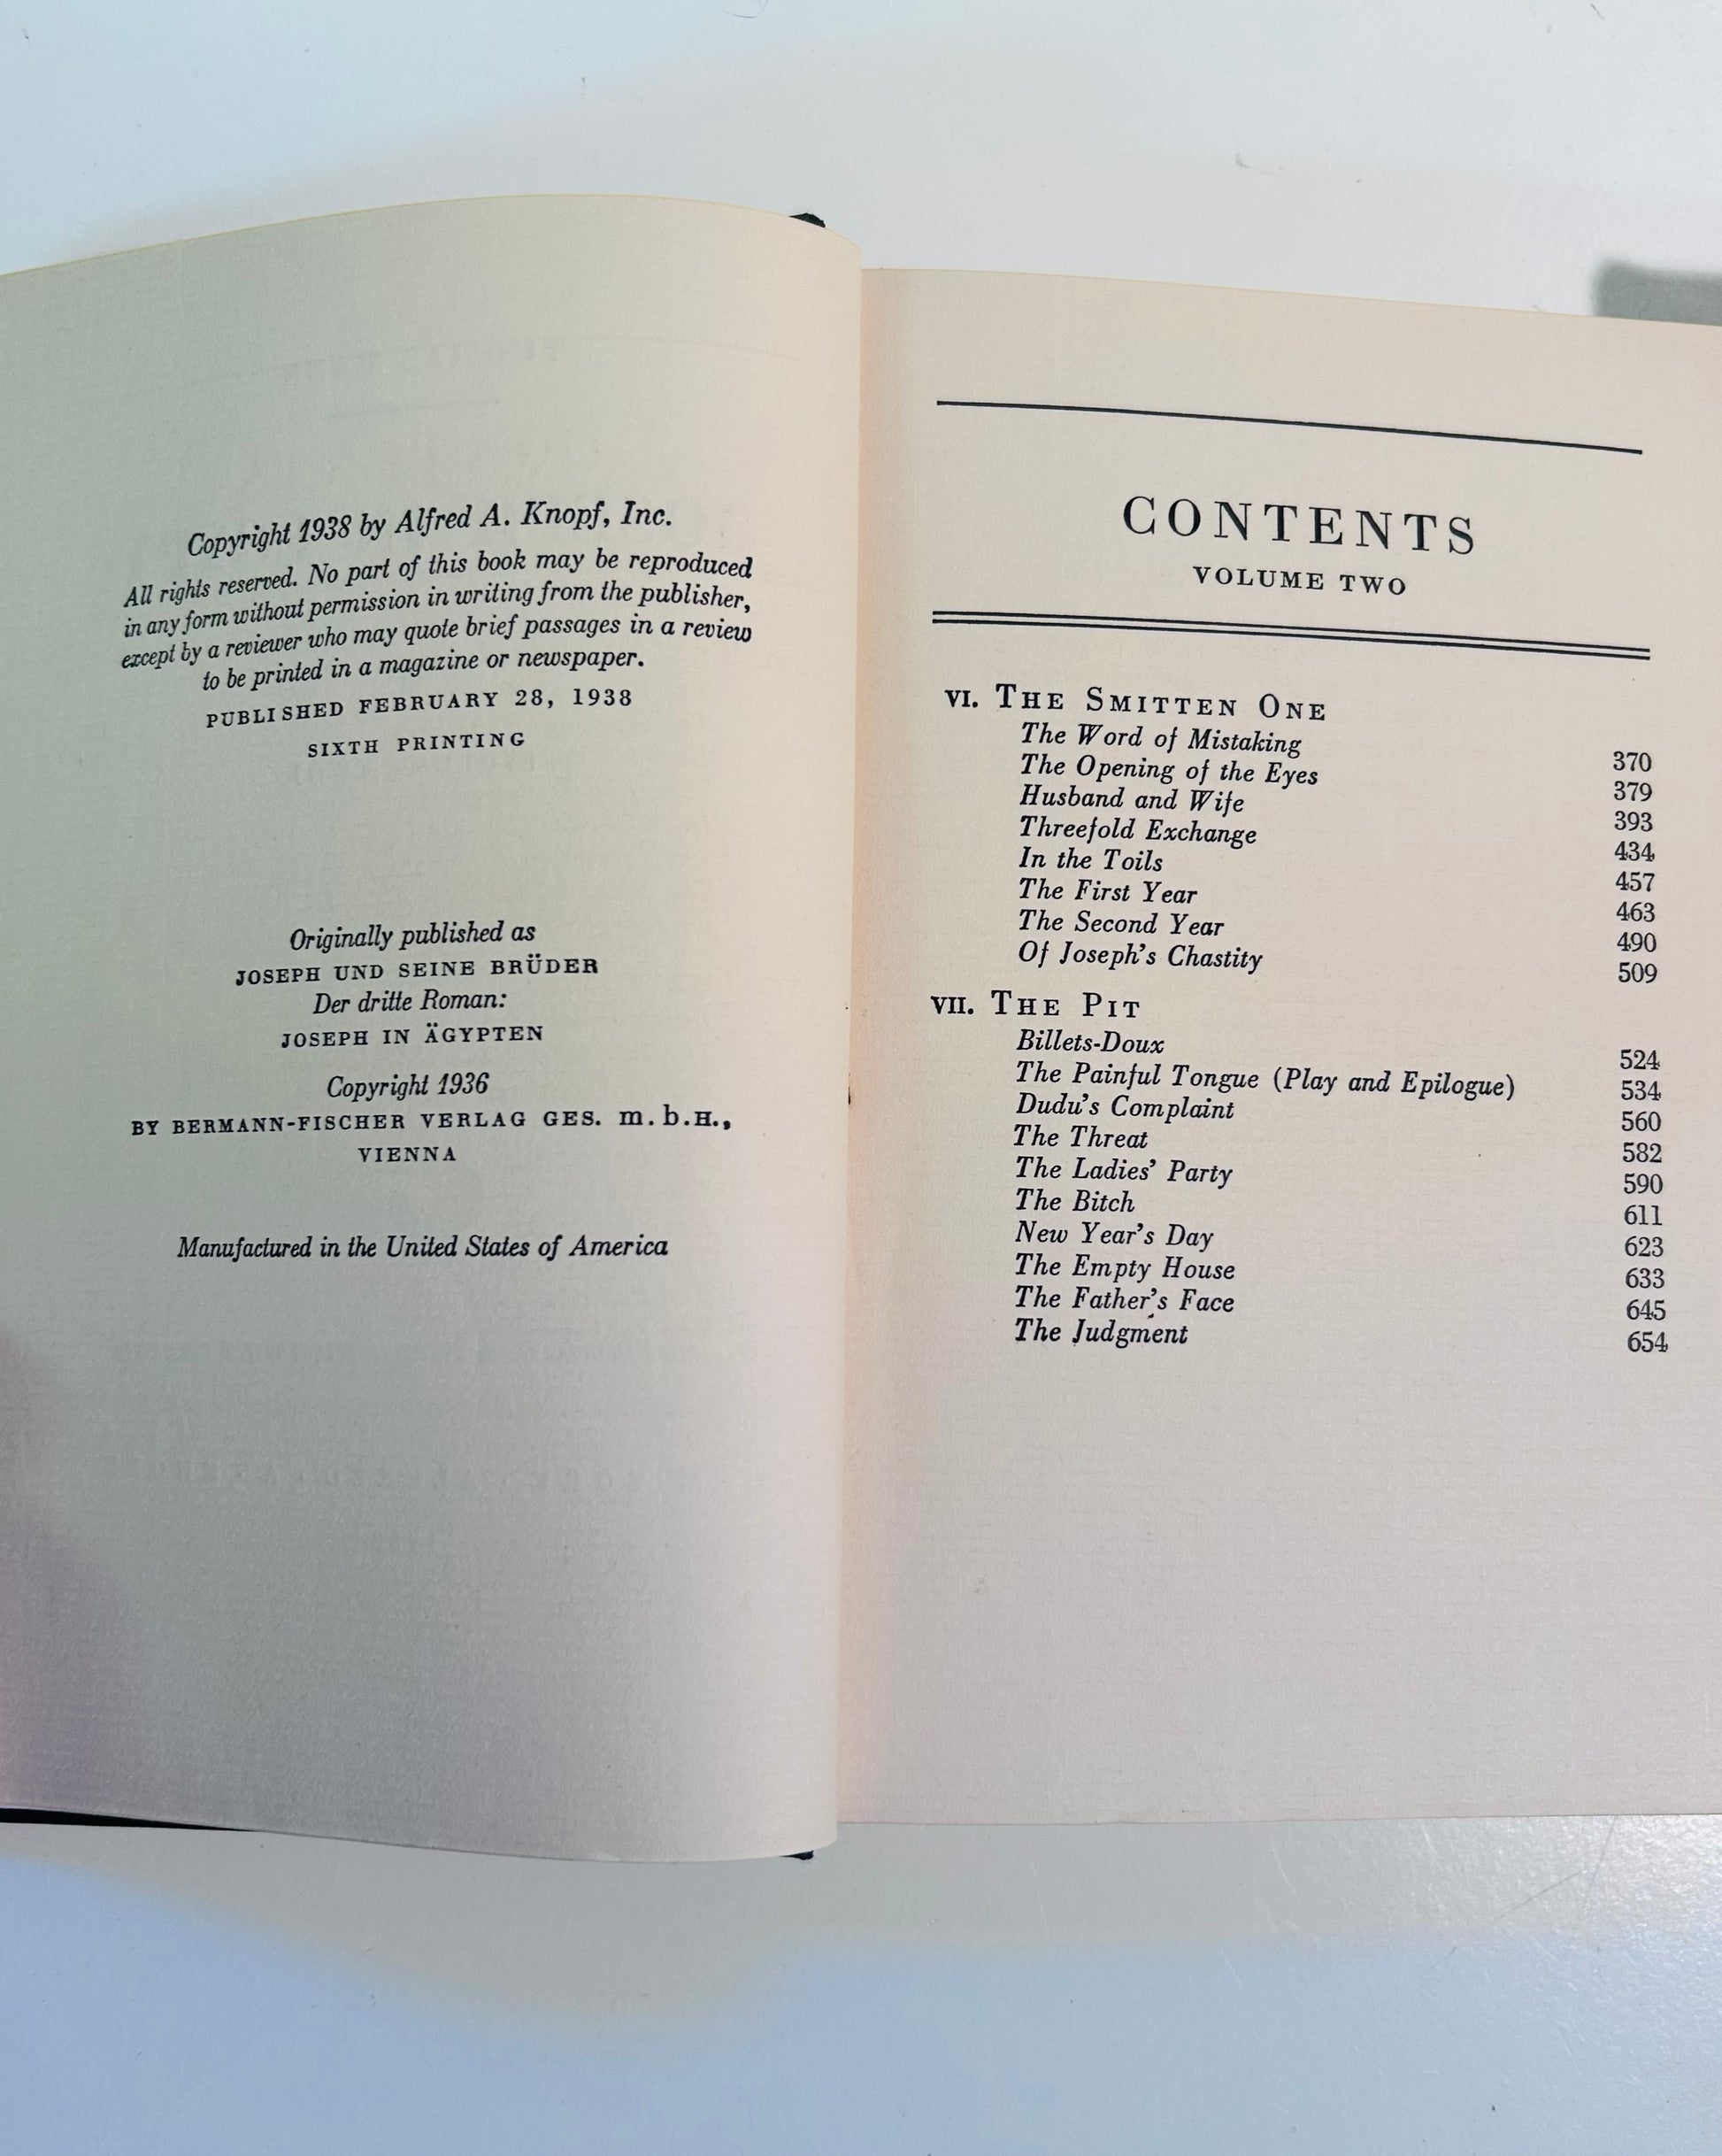 Copyright 1938 by Alfred A. Knopf, Inc.
All rights reserved. No part of this book may be reproduced
in any form without permission in writing from the publisher,
except by a reviewer who may quote brief passages in a review
to be printed in a magazine or newspaper.
PUBLISHED FEBRUARY 28, 1938
SIXTH PRINTING
Originally published as
JOSEPH UND SEINE BRÜDER
Der dritte Roman:
JOSEPH IN ÄGYPTEN
Copyright 1936
BY BERMANN-FISCHER VERLAG GES. m.b.H.,
VIENNA
Manufactured in the United States of America
CONTENTS
VOLUME TWO
VI. THE SMITTEN ONE
The Word of Mistaking 370
The Opening of the Eyes 379
Husband and Wife 393
Threefold Exchange 434
In the Toils 457
The First Year 463
The Second Year 490
Of Joseph's Chastity 509
VII. THE PIT
Billets-Doux 524
The Painful Tongue (Play and Epilogue) 534
Dudu's Complaint 560
The Threat 582
The Ladies' Party 590
The Bitch 611
New Year's Day 623
The Empty House 633
The Father's Face 645
The Judgment 654